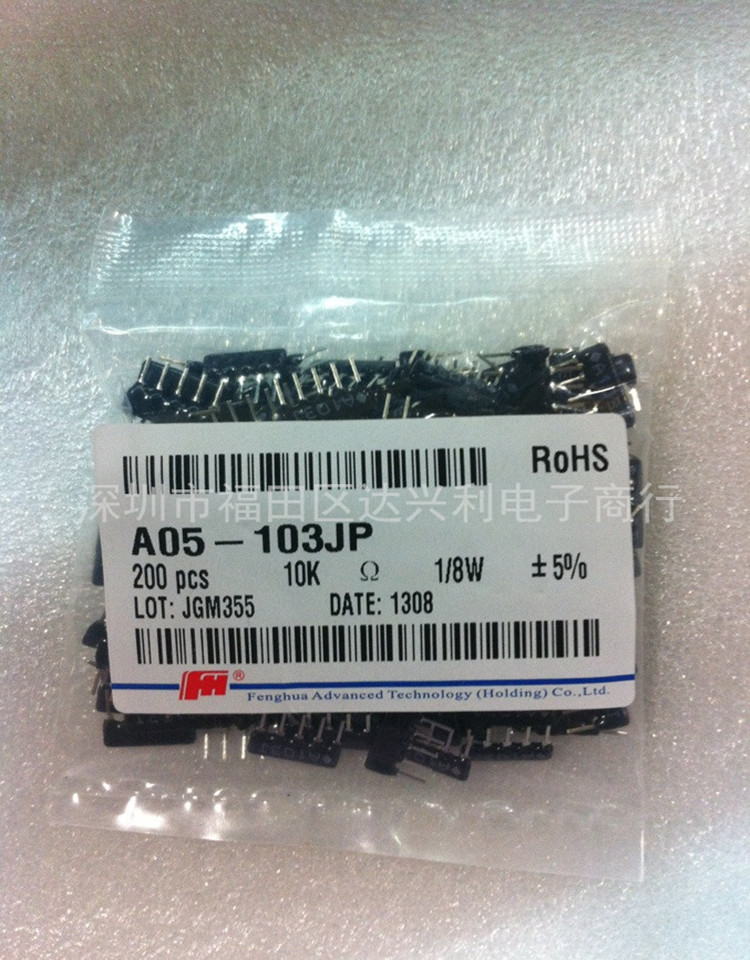 RoHS
深圳市福田区达兴利电子商行
A05-103JP
200 pcs 10K Ω 1/8W ±5%
LOT: JGM355 DATE: 1308
FH ®
Fenghua Advanced Technology (Holding) Co.,Ltd.